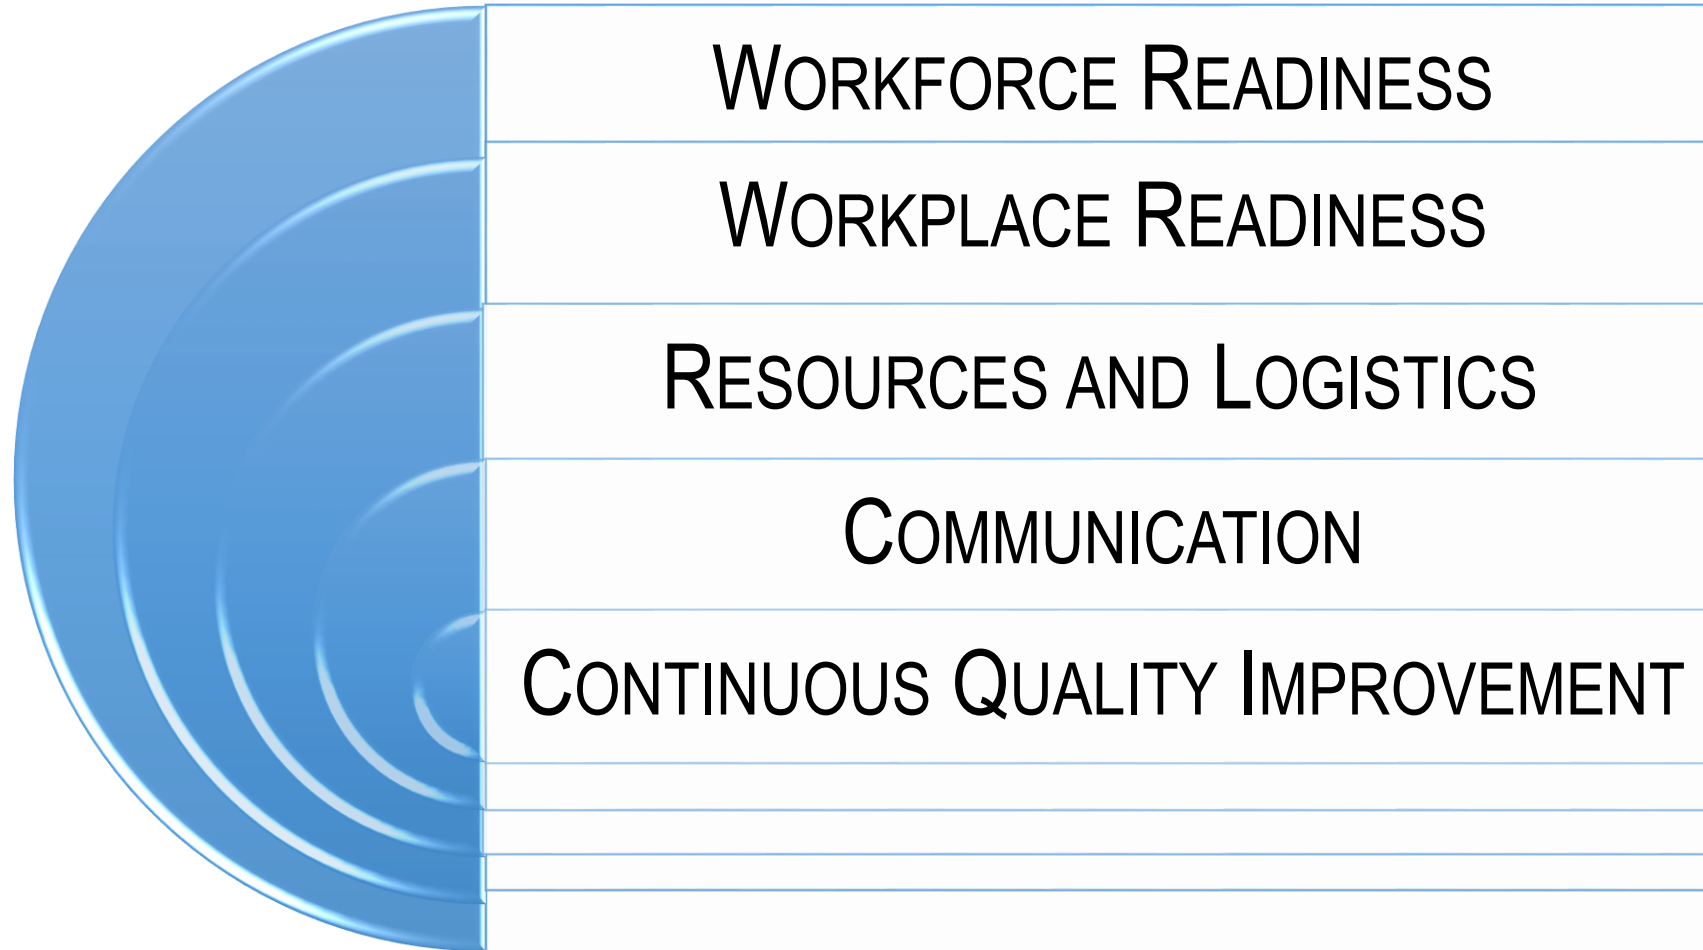 WORKFORCE READINESS
WORKPLACE READINESS
RESOURCES AND LOGISTICS
COMMUNICATION
CONTINUOUS QUALITY IMPROVEMENT